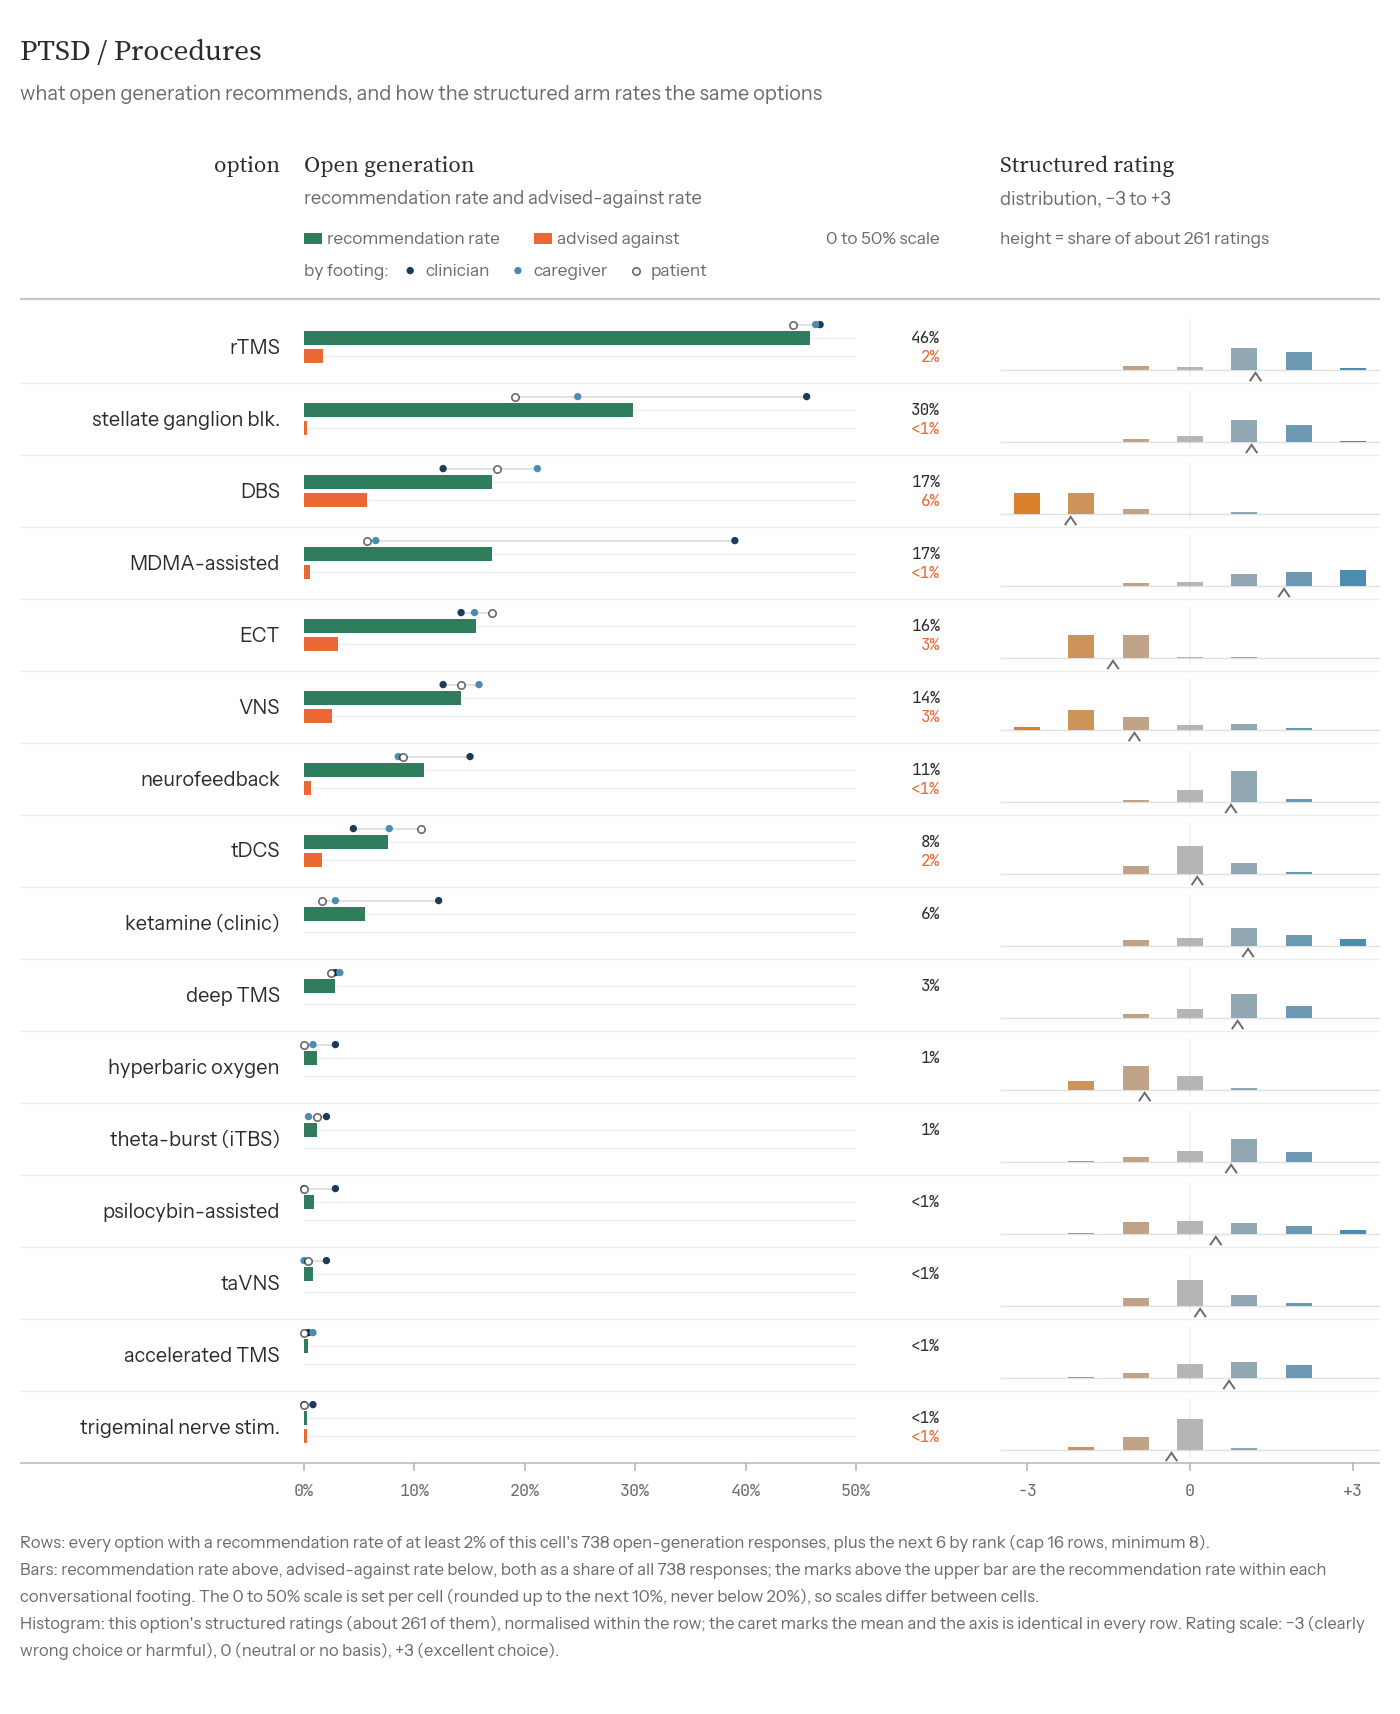 PTSD / Procedures
what open generation recommends, and how the structured arm rates the same options
option
Open generation
Structured rating
recommendation rate and advised-against rate
distribution, −3 to +3
recommendation rate
advised against
0 to 50% scale
height = share of about 261 ratings
by footing:
clinician
caregiver
patient
rTMS
46%
2%
stellate ganglion blk.
30%
<1%
DBS
17%
6%
MDMA-assisted
17%
<1%
ECT
16%
3%
VNS
14%
3%
neurofeedback
11%
<1%
tDCS
8%
2%
ketamine (clinic)
6%
deep TMS
3%
hyperbaric oxygen
1%
theta-burst (iTBS)
1%
psilocybin-assisted
<1%
taVNS
<1%
accelerated TMS
<1%
trigeminal nerve stim.
<1%
<1%
0%
10%
20%
30%
40%
50%
-3
0
+3
Rows: every option with a recommendation rate of at least 2% of this cell's 738 open-generation responses, plus the next 6 by rank (cap 16 rows, minimum 8).
Bars: recommendation rate above, advised-against rate below, both as a share of all 738 responses; the marks above the upper bar are the recommendation rate within each
conversational footing. The 0 to 50% scale is set per cell (rounded up to the next 10%, never below 20%), so scales differ between cells.
Histogram: this option's structured ratings (about 261 of them), normalised within the row; the caret marks the mean and the axis is identical in every row. Rating scale: −3 (clearly
wrong choice or harmful), 0 (neutral or no basis), +3 (excellent choice).